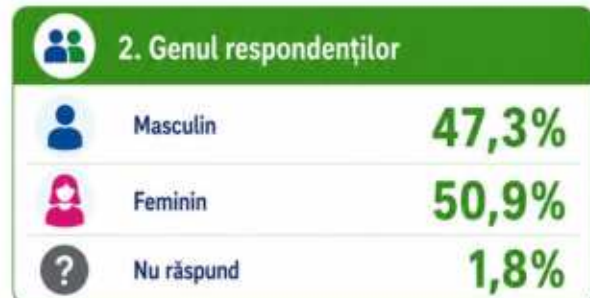 2. Genul respondenților
Masculin 47,3%
Feminin 50,9%
? Nu răspund 1,8%